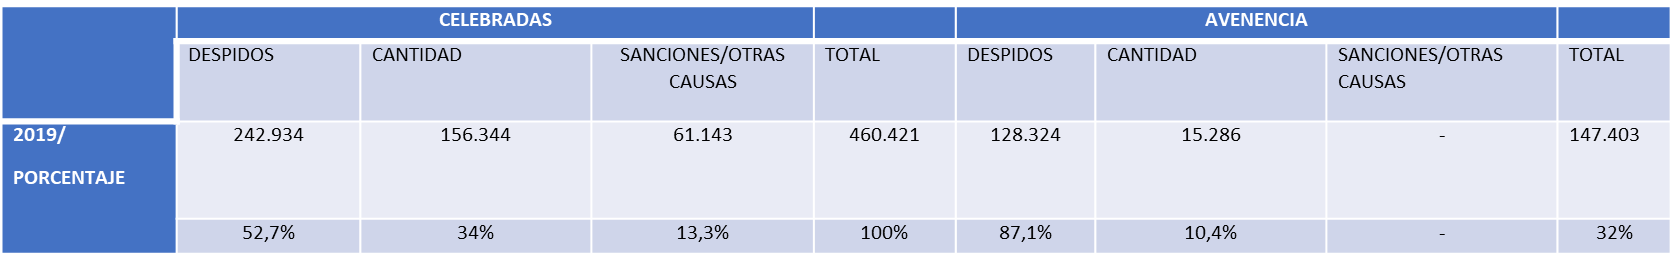 CELEBRADAS AVENENCIA
DESPIDOS CANTIDAD SANCIONES/OTRAS CAUSAS TOTAL DESPIDOS CANTIDAD SANCIONES/OTRAS CAUSAS TOTAL
2019/ PORCENTAJE 242.934 156.344 61.143 460.421 128.324 15.286 - 147.403
52,7% 34% 13,3% 100% 87,1% 10,4% - 32%